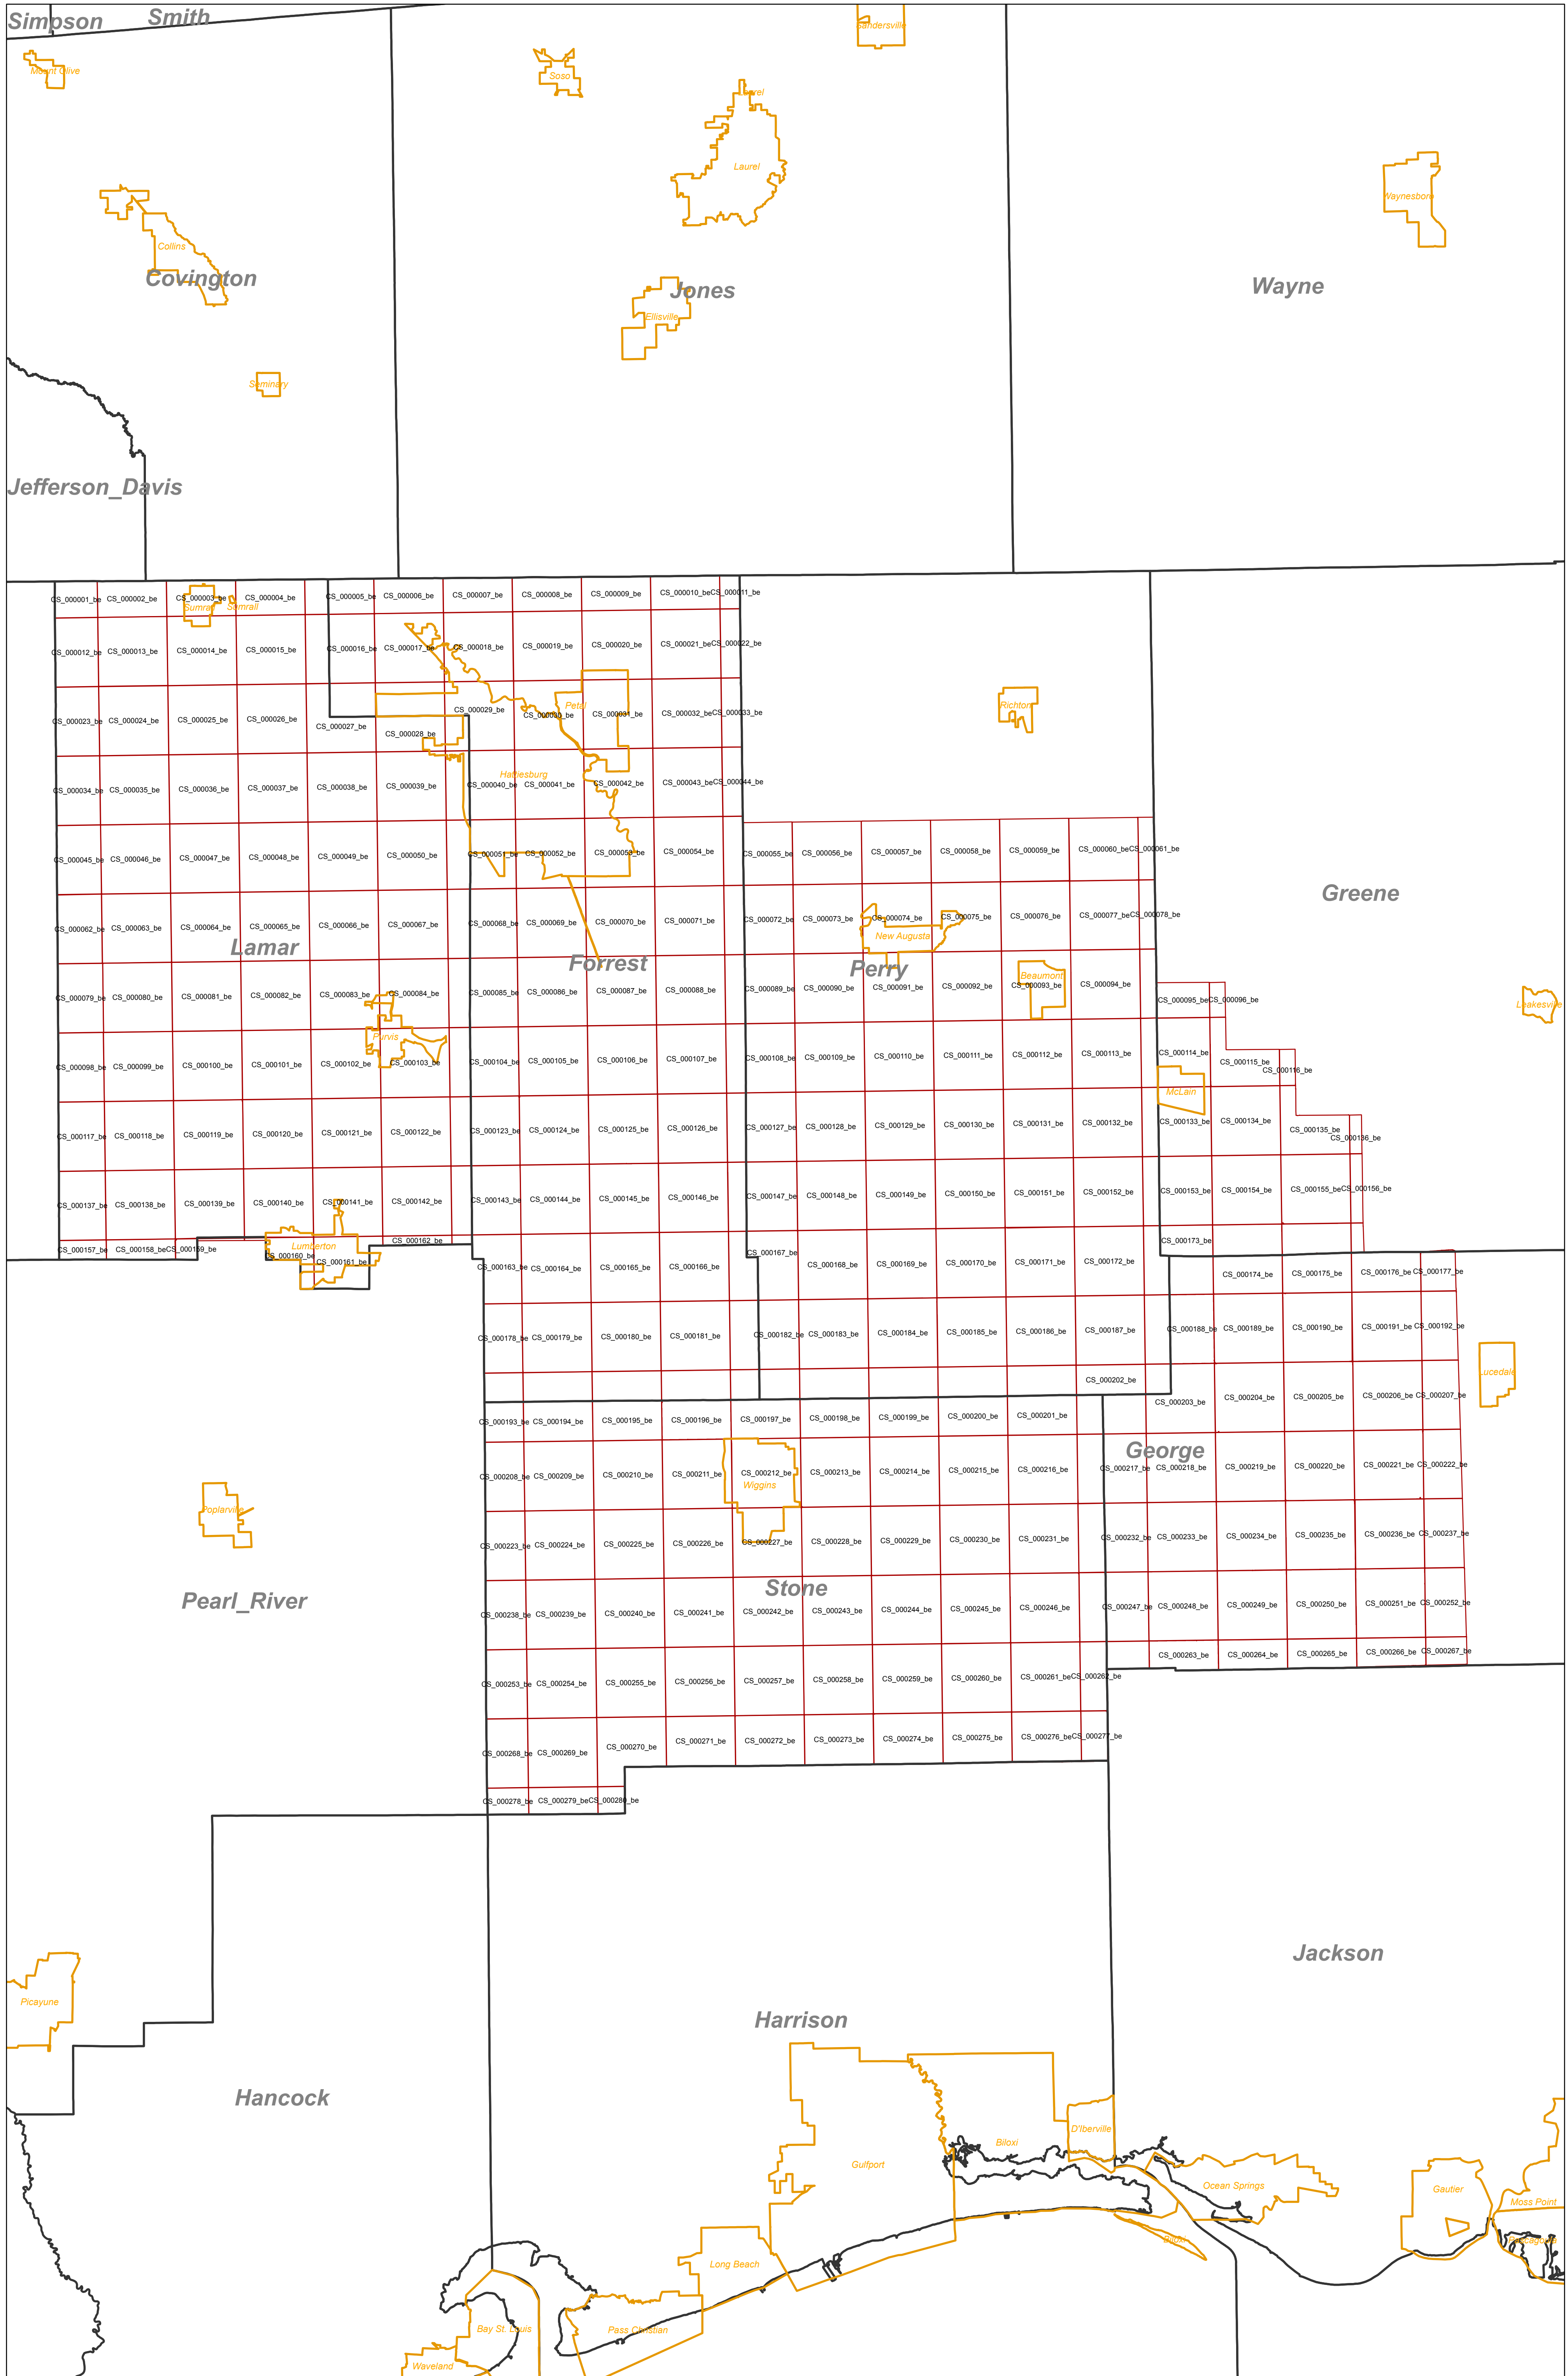 Simpson
Smith
Sandersville
Mount Olive
Soso
Laurel
Laurel
Waynesboro
Collins
Covington
Jones
Wayne
Ellisville
Seminary
Jefferson_Davis
CS_000001_be CS_000002_be CS_000003_be CS_000004_be CS_000005_be CS_000006_be CS_000007_be CS_000008_be CS_000009_be CS_000010_be CS_000011_be
Sumrall Sumrall
CS_000012_be CS_000013_be CS_000014_be CS_000015_be CS_000016_be CS_000017_be CS_000018_be CS_000019_be CS_000020_be CS_000021_be CS_000022_be
Petal
Richton
CS_000023_be CS_000024_be CS_000025_be CS_000026_be CS_000027_be CS_000028_be CS_000029_be CS_000030_be CS_000031_be CS_000032_be CS_000033_be
Hattiesburg
CS_000034_be CS_000035_be CS_000036_be CS_000037_be CS_000038_be CS_000039_be CS_000040_be CS_000041_be CS_000042_be CS_000043_be CS_000044_be
CS_000045_be CS_000046_be CS_000047_be CS_000048_be CS_000049_be CS_000050_be CS_000051_be CS_000052_be CS_000053_be CS_000054_be CS_000055_be CS_000056_be CS_000057_be CS_000058_be CS_000059_be CS_000060_be CS_000061_be
Greene
CS_000062_be CS_000063_be CS_000064_be CS_000065_be CS_000066_be CS_000067_be CS_000068_be CS_000069_be CS_000070_be CS_000071_be CS_000072_be CS_000073_be CS_000074_be CS_000075_be CS_000076_be CS_000077_be CS_000078_be
New Augusta
Lamar
Forrest
Perry
Beaumont
CS_000079_be CS_000080_be CS_000081_be CS_000082_be CS_000083_be CS_000084_be CS_000085_be CS_000086_be CS_000087_be CS_000088_be CS_000089_be CS_000090_be CS_000091_be CS_000092_be CS_000093_be CS_000094_be CS_000095_be CS_000096_be
Leakesville
Purvis
CS_000098_be CS_000099_be CS_000100_be CS_000101_be CS_000102_be CS_000103_be CS_000104_be CS_000105_be CS_000106_be CS_000107_be CS_000108_be CS_000109_be CS_000110_be CS_000111_be CS_000112_be CS_000113_be CS_000114_be CS_000115_be CS_000116_be
McLain
CS_000117_be CS_000118_be CS_000119_be CS_000120_be CS_000121_be CS_000122_be CS_000123_be CS_000124_be CS_000125_be CS_000126_be CS_000127_be CS_000128_be CS_000129_be CS_000130_be CS_000131_be CS_000132_be CS_000133_be CS_000134_be CS_000135_be CS_000136_be
CS_000137_be CS_000138_be CS_000139_be CS_000140_be CS_000141_be CS_000142_be CS_000143_be CS_000144_be CS_000145_be CS_000146_be CS_000147_be CS_000148_be CS_000149_be CS_000150_be CS_000151_be CS_000152_be CS_000153_be CS_000154_be CS_000155_be CS_000156_be
Lumberton
CS_000157_be CS_000158_be CS_000159_be CS_000160_be CS_000161_be CS_000162_be CS_000163_be CS_000164_be CS_000165_be CS_000166_be CS_000167_be CS_000168_be CS_000169_be CS_000170_be CS_000171_be CS_000172_be CS_000173_be
CS_000174_be CS_000175_be CS_000176_be CS_000177_be
CS_000178_be CS_000179_be CS_000180_be CS_000181_be CS_000182_be CS_000183_be CS_000184_be CS_000185_be CS_000186_be CS_000187_be CS_000188_be CS_000189_be CS_000190_be CS_000191_be CS_000192_be
Lucedale
CS_000193_be CS_000194_be CS_000195_be CS_000196_be CS_000197_be CS_000198_be CS_000199_be CS_000200_be CS_000201_be CS_000202_be CS_000203_be CS_000204_be CS_000205_be CS_000206_be CS_000207_be
George
CS_000208_be CS_000209_be CS_000210_be CS_000211_be CS_000212_be CS_000213_be CS_000214_be CS_000215_be CS_000216_be CS_000217_be CS_000218_be CS_000219_be CS_000220_be CS_000221_be CS_000222_be
Wiggins
Poplarville
CS_000223_be CS_000224_be CS_000225_be CS_000226_be CS_000227_be CS_000228_be CS_000229_be CS_000230_be CS_000231_be CS_000232_be CS_000233_be CS_000234_be CS_000235_be CS_000236_be CS_000237_be
Pearl_River
Stone
CS_000238_be CS_000239_be CS_000240_be CS_000241_be CS_000242_be CS_000243_be CS_000244_be CS_000245_be CS_000246_be CS_000247_be CS_000248_be CS_000249_be CS_000250_be CS_000251_be CS_000252_be
CS_000253_be CS_000254_be CS_000255_be CS_000256_be CS_000257_be CS_000258_be CS_000259_be CS_000260_be CS_000261_be CS_000262_be CS_000263_be CS_000264_be CS_000265_be CS_000266_be CS_000267_be
CS_000268_be CS_000269_be CS_000270_be CS_000271_be CS_000272_be CS_000273_be CS_000274_be CS_000275_be CS_000276_be CS_000277_be
CS_000278_be CS_000279_be CS_000280_be
Jackson
Picayune
Harrison
Hancock
D'Iberville
Biloxi
Gulfport
Ocean Springs
Gautier
Moss Point
Biloxi
Pascagoula
Long Beach
Bay St. Louis
Pass Christian
Waveland